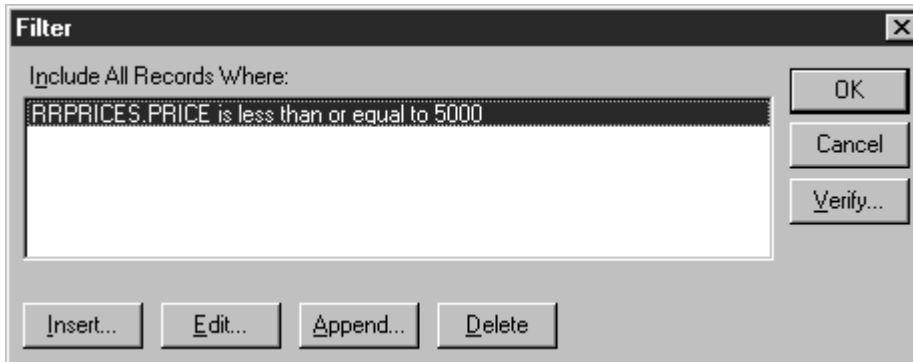 Filter
Include All Records Where:
RRPRICES.PRICE is less than or equal to 5000
OK
Cancel
Verify...
Insert...
Edit...
Append...
Delete